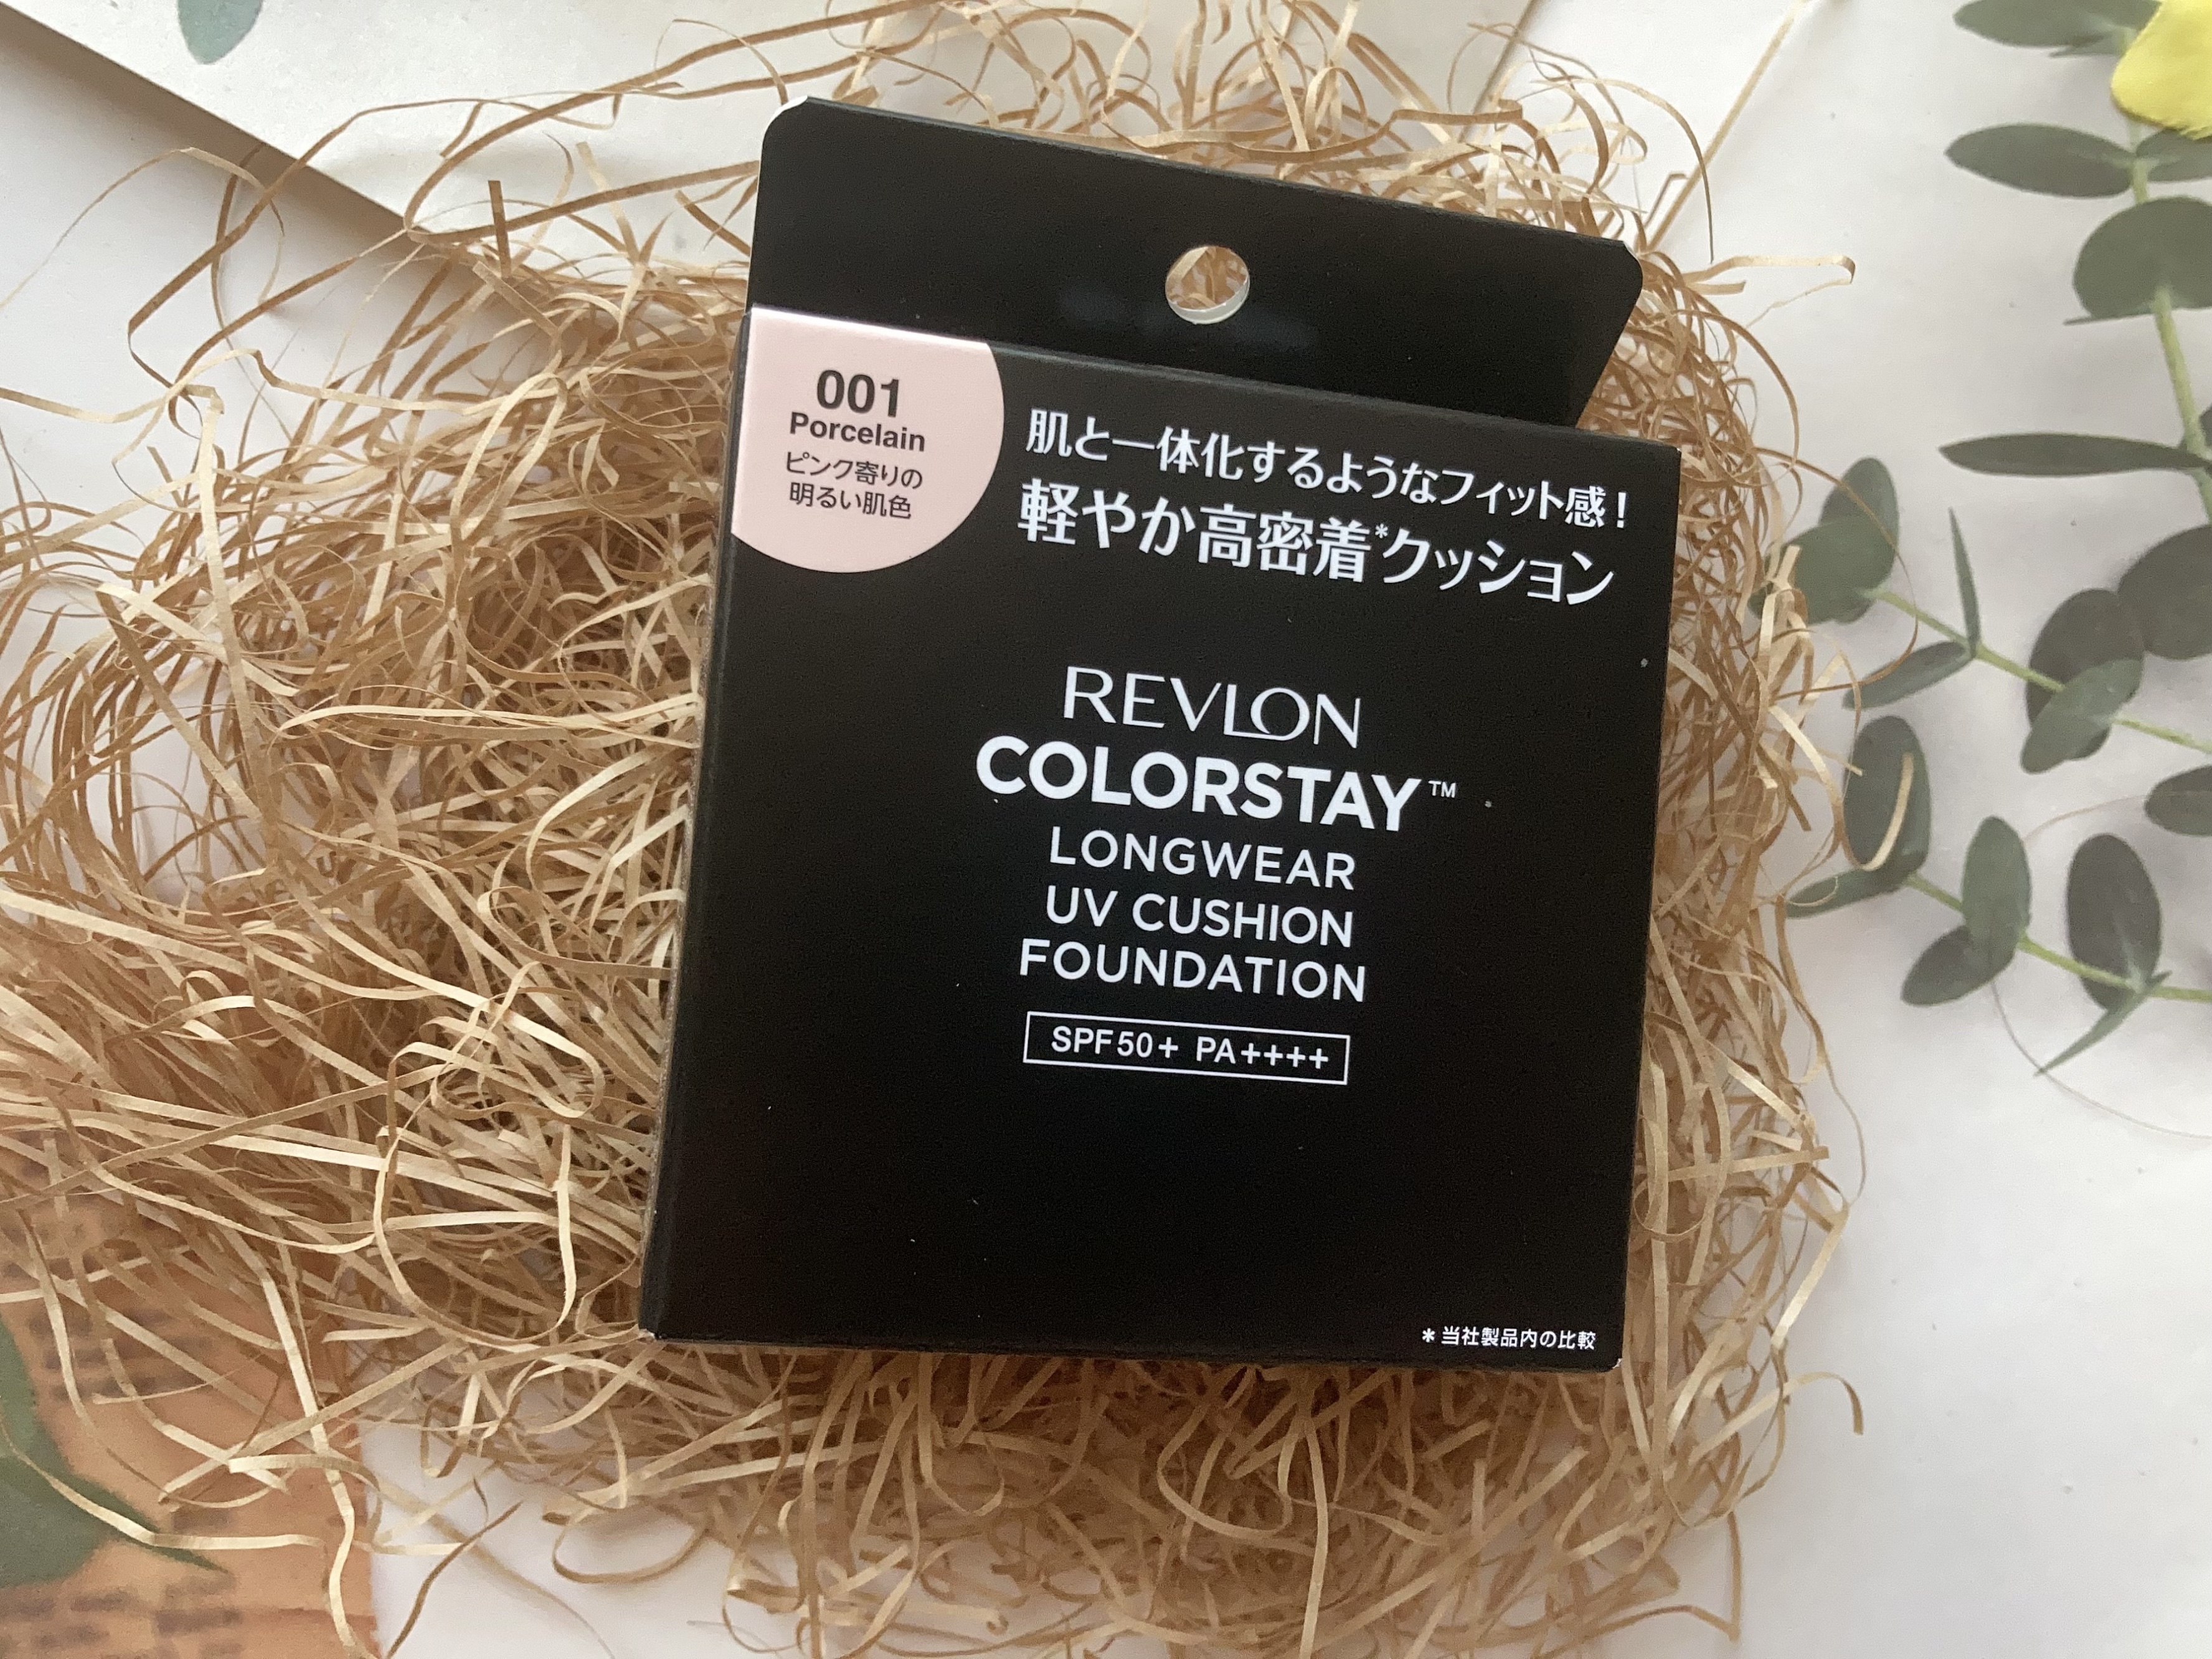 001
Porcelain
ピンク寄りの
明るい肌色
肌と一体化するようなフィット感！
軽やか高密着*クッション
REVLON
COLORSTAY™
LONGWEAR
UV CUSHION
FOUNDATION
SPF50+ PA++++
*当社製品内の比較